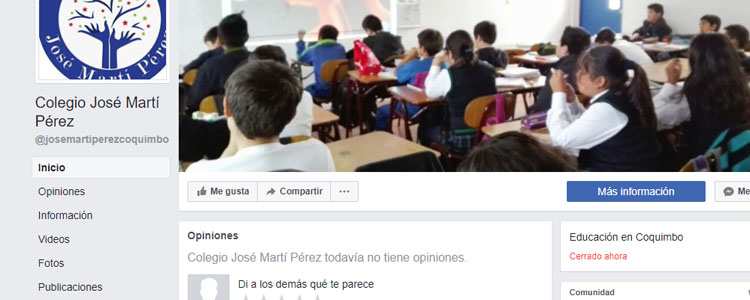 José Martí Pérez
Colegio José Martí
Pérez
@josemartiperezcoquimbo
Inicio
Opiniones
Información
Videos
Fotos
Publicaciones
Comunidad
Me gusta
Compartir
···
Más información
Me
Opiniones
Colegio José Martí Pérez todavía no tiene opiniones.
Di a los demás qué te parece
Educación en Coquimbo
Cerrado ahora